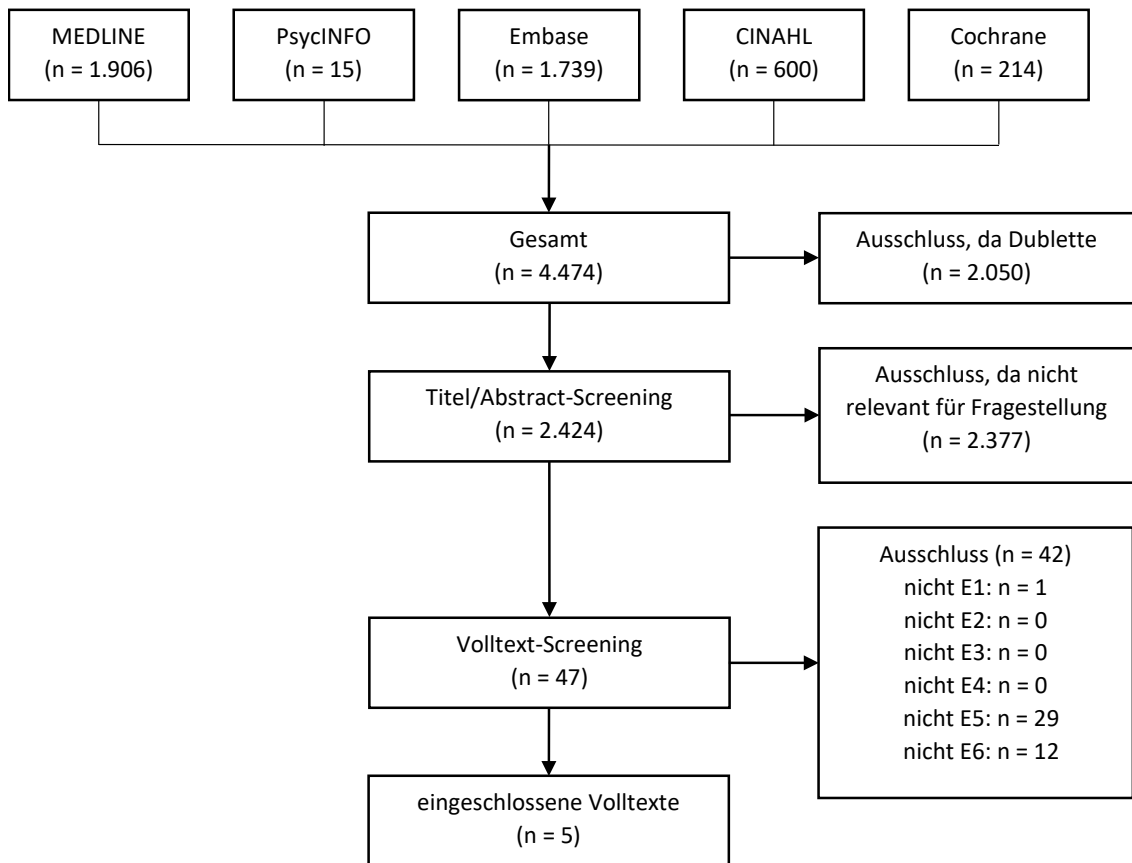 MEDLINE
(n = 1.906)
PsycINFO
(n = 15)
Embase
(n = 1.739)
CINAHL
(n = 600)
Cochrane
(n = 214)
Gesamt
(n = 4.474)
Ausschluss, da Dublette
(n = 2.050)
Titel/Abstract-Screening
(n = 2.424)
Ausschluss, da nicht
relevant für Fragestellung
(n = 2.377)
Volltext-Screening
(n = 47)
Ausschluss (n = 42)
nicht E1: n = 1
nicht E2: n = 0
nicht E3: n = 0
nicht E4: n = 0
nicht E5: n = 29
nicht E6: n = 12
eingeschlossene Volltexte
(n = 5)